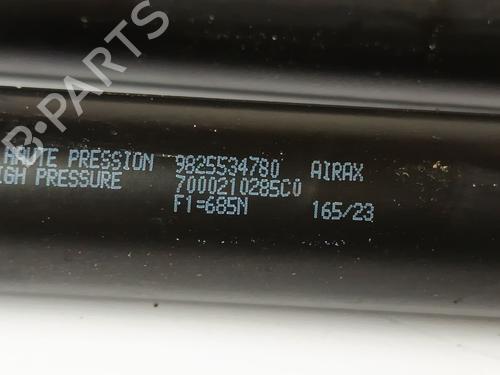 HAUTE PRESSION 9825534780 AIRAX
HIGH PRESSURE 7000210285C0
F1=685N 165/23
B-PARTS